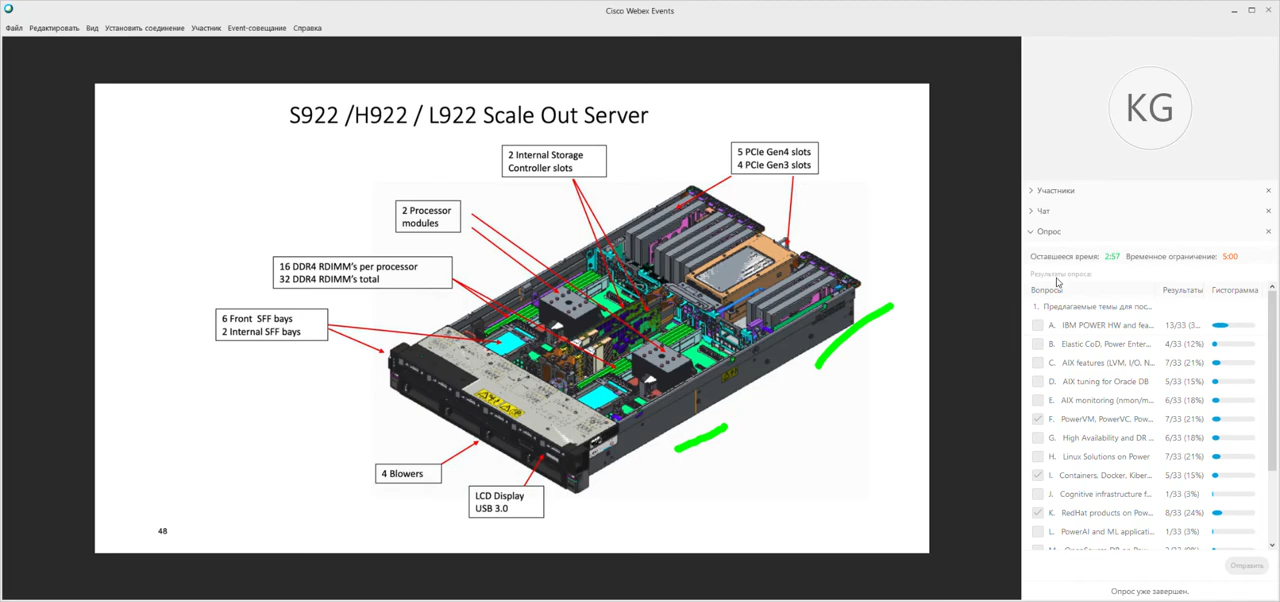 Cisco Webex Events
Файл Редактировать Вид Установить соединение Участник Event-совещание Справка
S922 /H922 / L922 Scale Out Server
2 Internal Storage
Controller slots
5 PCIe Gen4 slots
4 PCIe Gen3 slots
2 Processor
modules
16 DDR4 RDIMM's per processor
32 DDR4 RDIMM's total
6 Front SFF bays
2 Internal SFF bays
4 Blowers
LCD Display
USB 3.0
48
KG
Участники
Чат
Опрос
Оставшееся время: 2:57 Временное ограничение: 5:00
Результаты опроса:
Вопросы Результаты Гистограмма
1. Предлагаемые темы для пос...
A. IBM POWER HW and fea... 13/33 (3...
B. Elastic CoD, Power Enter... 4/33 (12%)
C. AIX features (LVM, I/O, N... 7/33 (21%)
D. AIX tuning for Oracle DB 5/33 (15%)
E. AIX monitoring (nmon/m... 6/33 (18%)
F. PowerVM, PowerVC, Pow... 7/33 (21%)
G. High Availability and DR ... 6/33 (18%)
H. Linux Solutions on Power 7/33 (21%)
I. Containers, Docker, Kiber... 5/33 (15%)
J. Cognitive infrastructure f... 1/33 (3%)
K. RedHat products on Pow... 8/33 (24%)
L. PowerAI and ML applicati... 1/33 (3%)
Отправить
Опрос уже завершен.